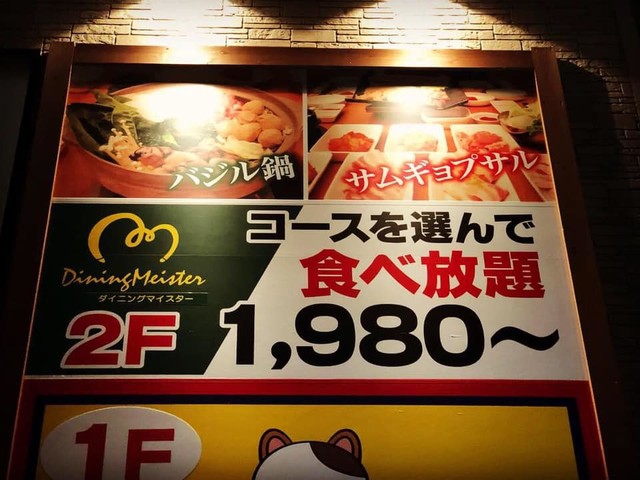 バジル鍋
サムギョプサル
コースを選んで
食べ放題
DiningMeister
ダイニングマイスター
2F
1,980〜
1F